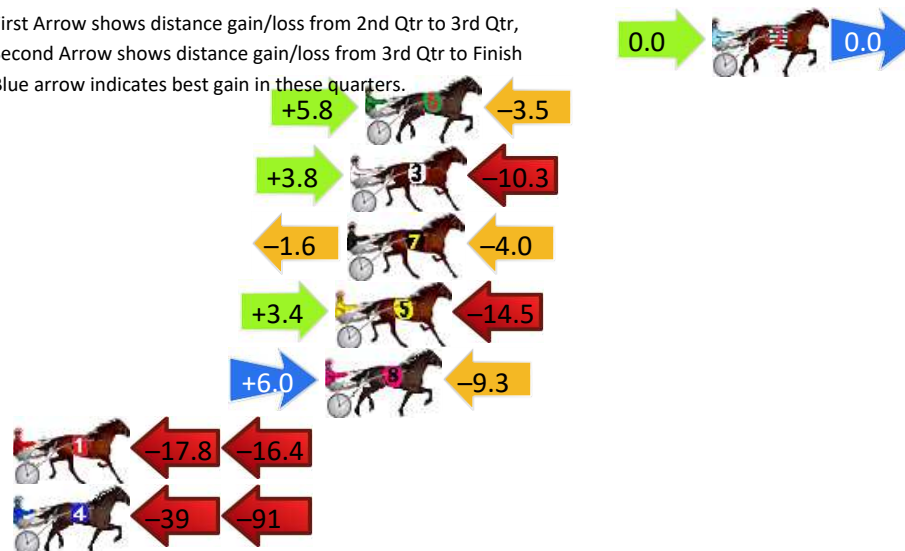 irst Arrow shows distance gain/loss from 2nd Qtr to 3rd Qtr,
econd Arrow shows distance gain/loss from 3rd Qtr to Finish
Blue arrow indicates best gain in these quarters.
0.0 2 0.0
+5.8 6 –3.5
+3.8 3 –10.3
–1.6 7 –4.0
+3.4 5 –14.5
+6.0 8 –9.3
1 –17.8 –16.4
4 –39 –91